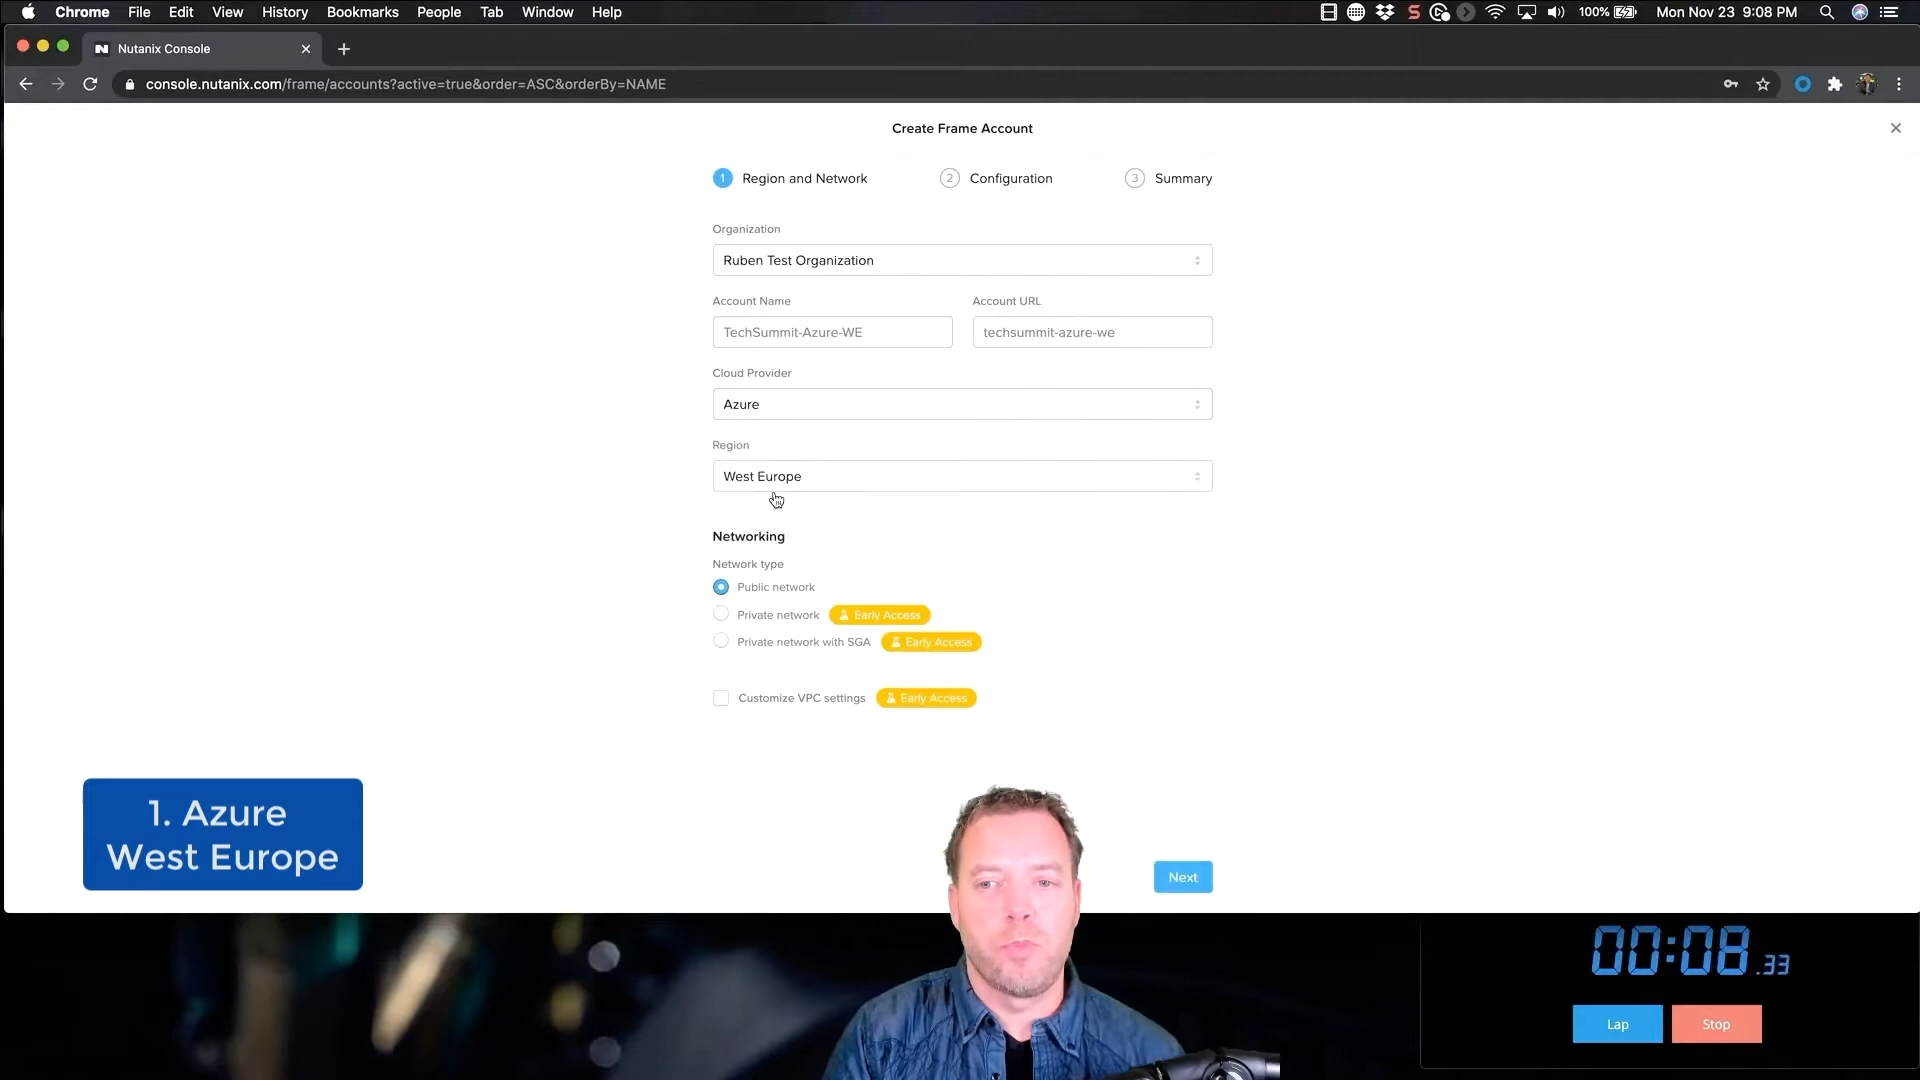 Chrome File Edit View History Bookmarks People Tab Window Help
100% Mon Nov 23 9:08 PM
Nutanix Console
console.nutanix.com/frame/accounts?active=true&order=ASC&orderBy=NAME
Create Frame Account
1 Region and Network 2 Configuration 3 Summary
Organization
Ruben Test Organization
Account Name Account URL
TechSummit-Azure-WE techsummit-azure-we
Cloud Provider
Azure
Region
West Europe
Networking
Network type
Public network
Private network Early Access
Private network with SGA Early Access
Customize VPC settings Early Access
1. Azure
West Europe
Next
00:08.33
Lap Stop